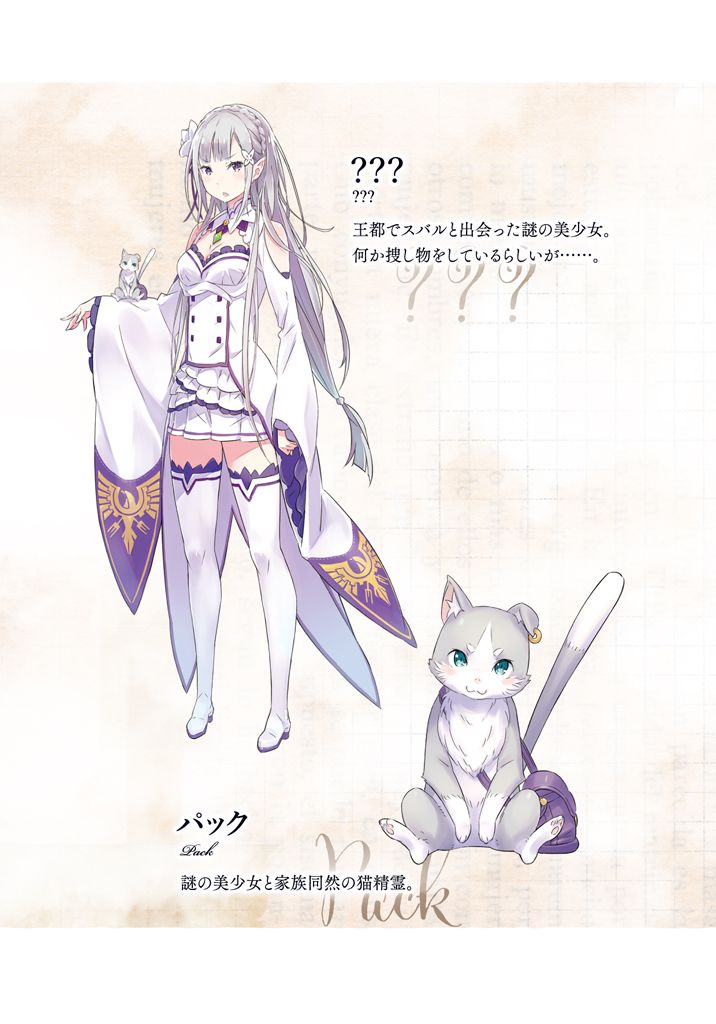 ???
???
王都でスバルと出会った謎の美少女。
何か捜し物をしているらしいが……。
???
パック
Pack
謎の美少女と家族同然の猫精霊。
Puck